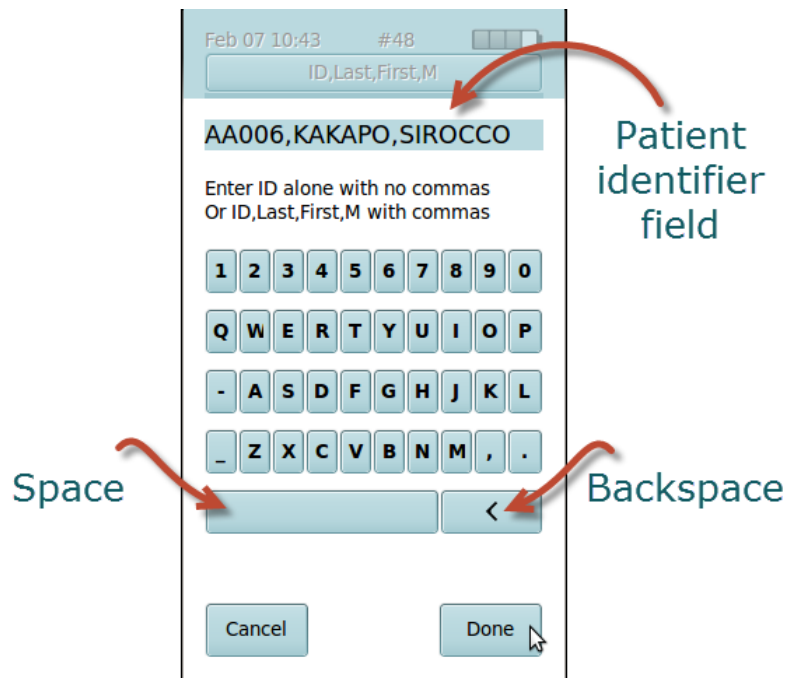 Feb 07 10:43 #48
ID,Last,First,M
AA006,KAKAPO,SIROCCO
Patient
identifier
field
Enter ID alone with no commas
Or ID,Last,First,M with commas
1 2 3 4 5 6 7 8 9 0
Q W E R T Y U I O P
- A S D F G H J K L
_ Z X C V B N M , .
Space
<
Backspace
Cancel Done